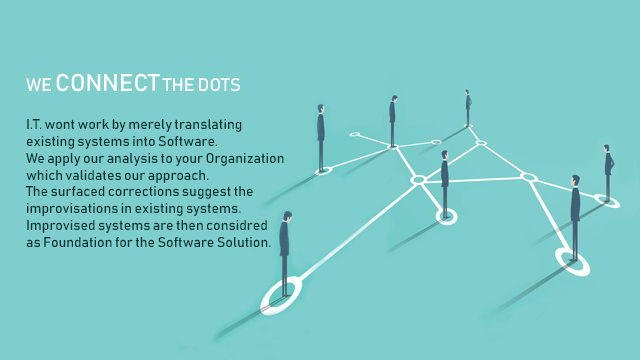 WE CONNECT THE DOTS
I.T. wont work by merely translating
existing systems into Software.
We apply our analysis to your Organization
which validates our approach.
The surfaced corrections suggest the
improvisations in existing systems.
Improvised systems are then considred
as Foundation for the Software Solution.